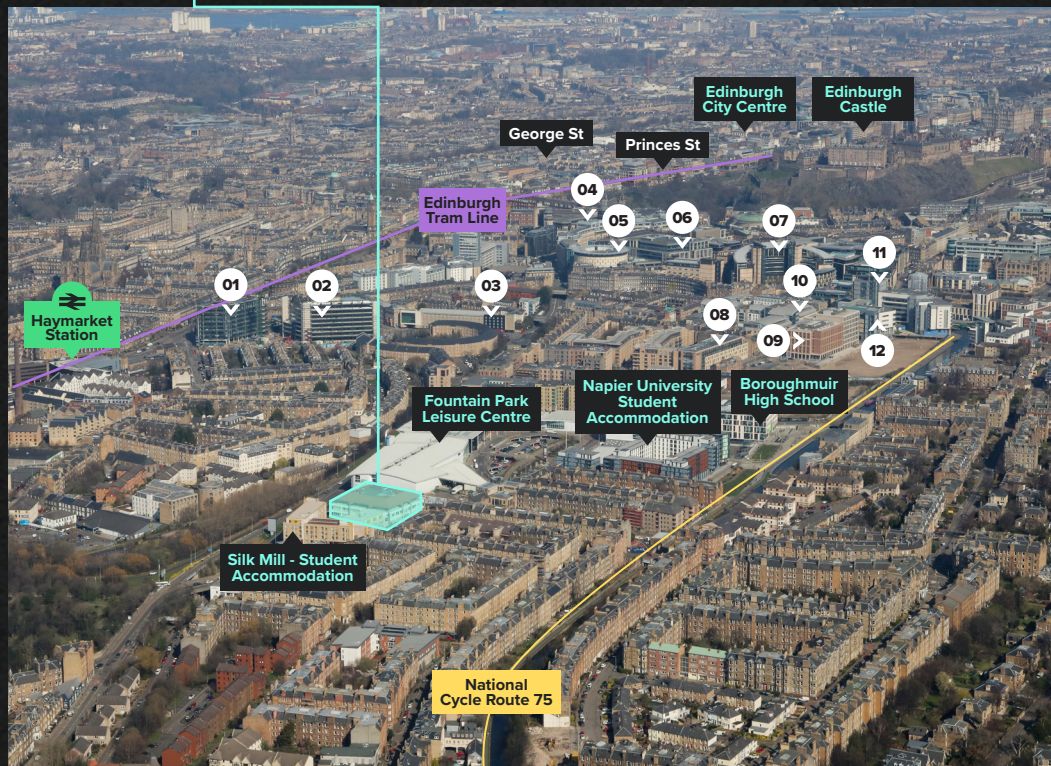 Edinburgh
City Centre
Edinburgh
Castle
George St
Princes St
04
Edinburgh
Tram Line
05
06
07
11
01
02
03
10
Haymarket
Station
08
09
12
Fountain Park
Leisure Centre
Napier University
Student
Accommodation
Boroughmuir
High School
Silk Mill - Student
Accommodation
National
Cycle Route 75